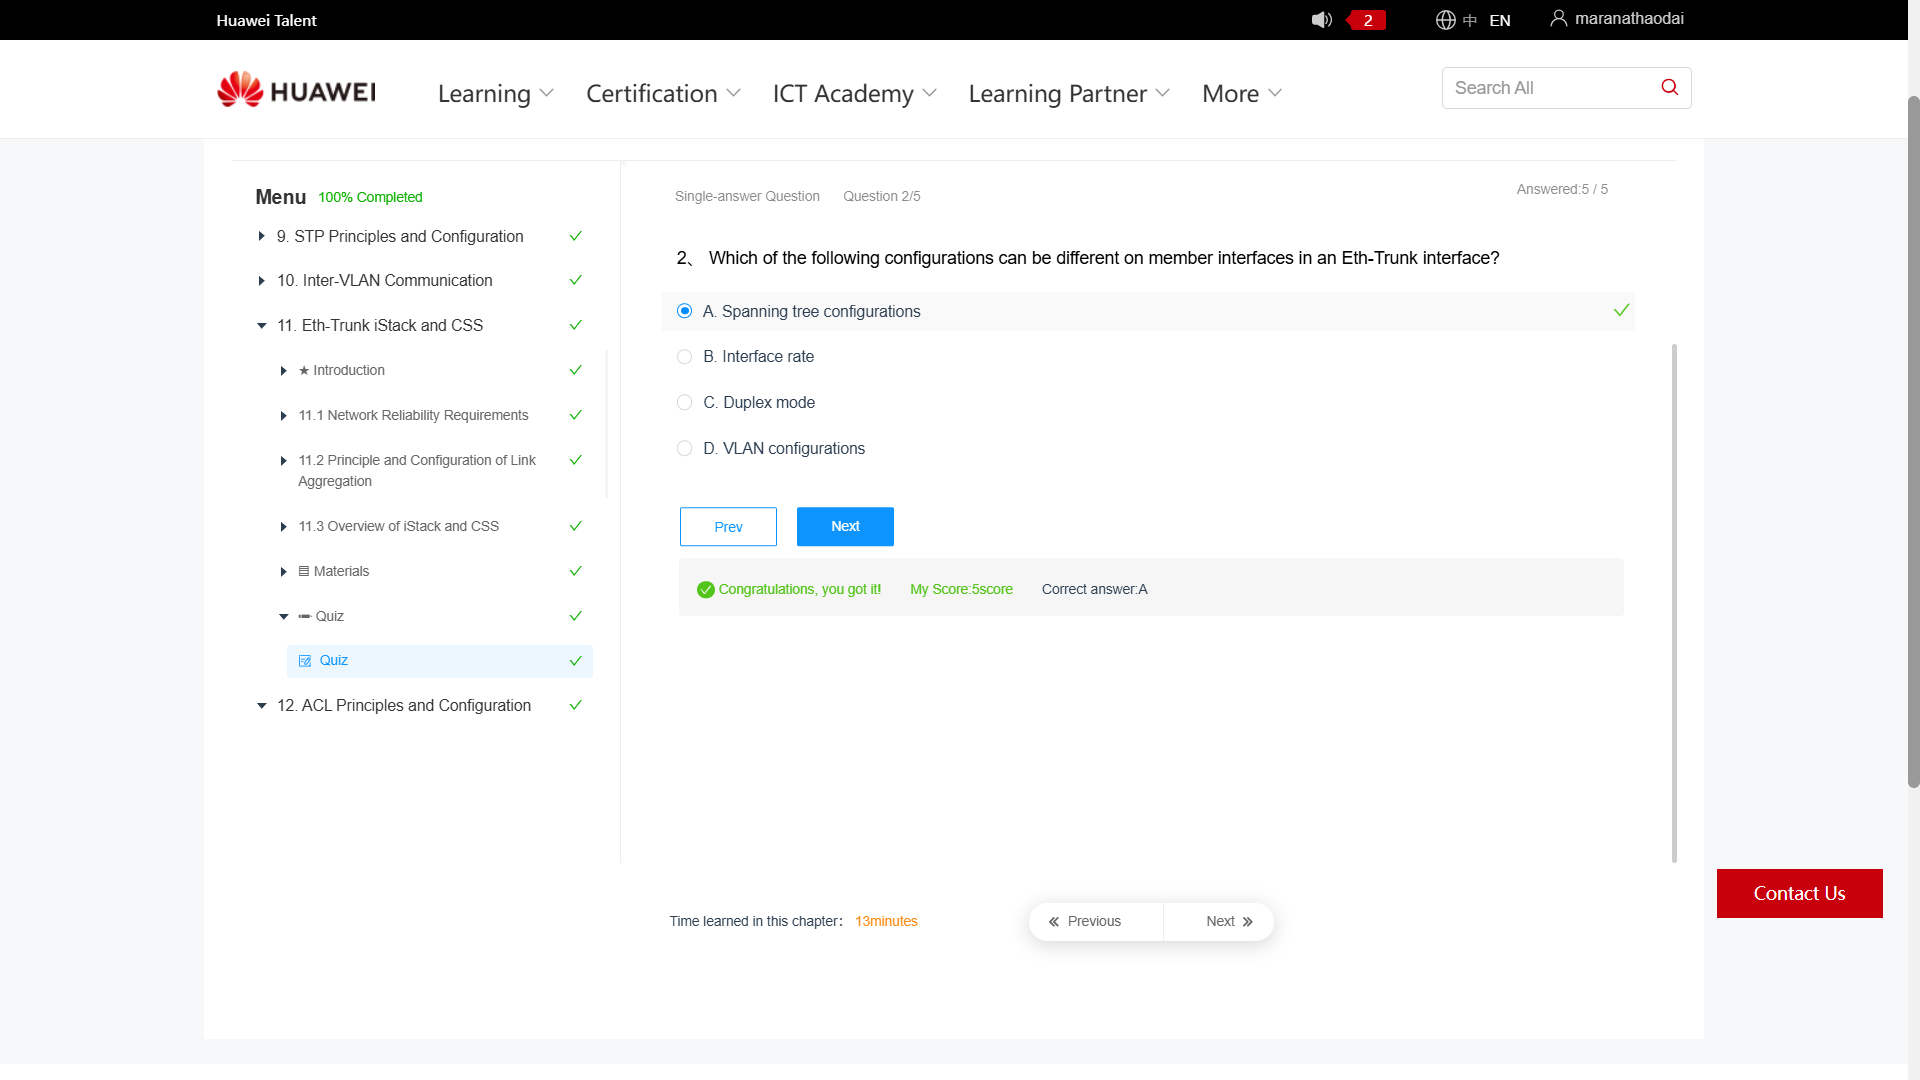 Huawei Talent
2
中 EN
maranathaodai
HUAWEI
Learning
Certification
ICT Academy
Learning Partner
More
Search All
Menu 100% Completed
9. STP Principles and Configuration
10. Inter-VLAN Communication
11. Eth-Trunk iStack and CSS
★ Introduction
11.1 Network Reliability Requirements
11.2 Principle and Configuration of Link
Aggregation
11.3 Overview of iStack and CSS
Materials
Quiz
Quiz
12. ACL Principles and Configuration
Single-answer Question Question 2/5
Answered:5 / 5
2、 Which of the following configurations can be different on member interfaces in an Eth-Trunk interface?
A. Spanning tree configurations
B. Interface rate
C. Duplex mode
D. VLAN configurations
Prev
Next
Congratulations, you got it! My Score:5score Correct answer:A
Time learned in this chapter： 13minutes
« Previous
Next »
Contact Us